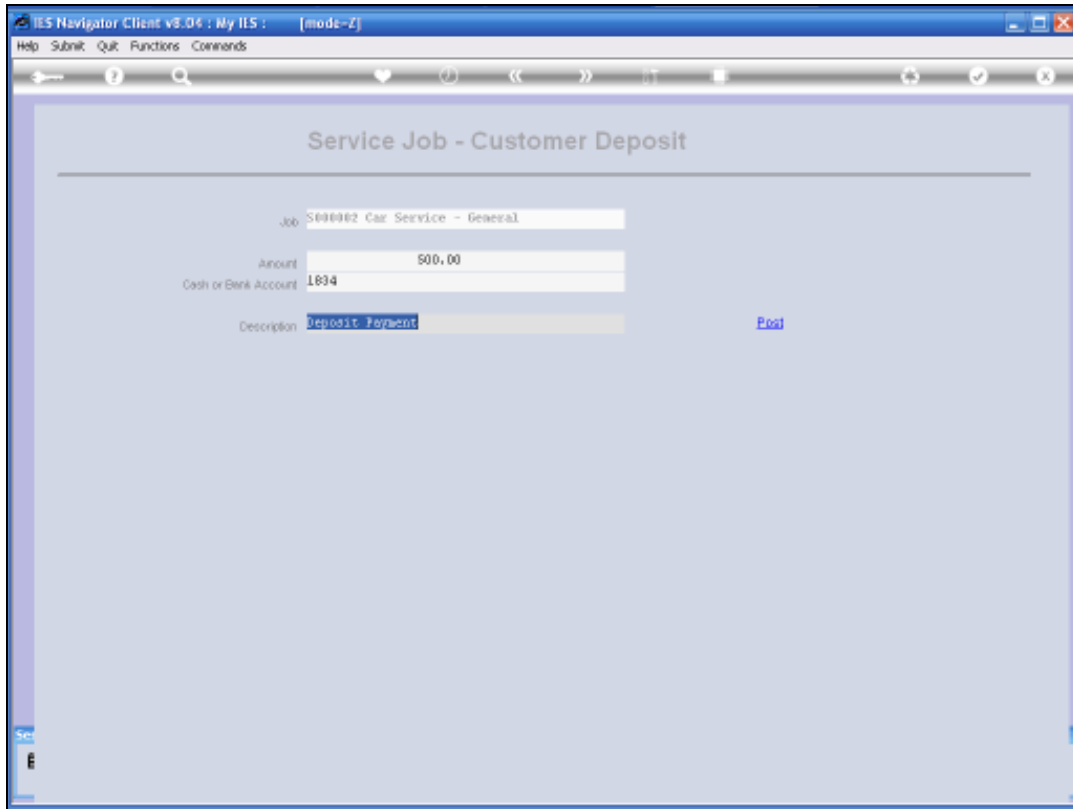 IES Navigator Client v8.04 : My IES : [mode=Z]
Help Submit Quit Functions Commands
Service Job - Customer Deposit
Job S000002 Car Service - General
Amount 500.00
Cash or Bank Account 1834
Description Deposit Payment Post
Se